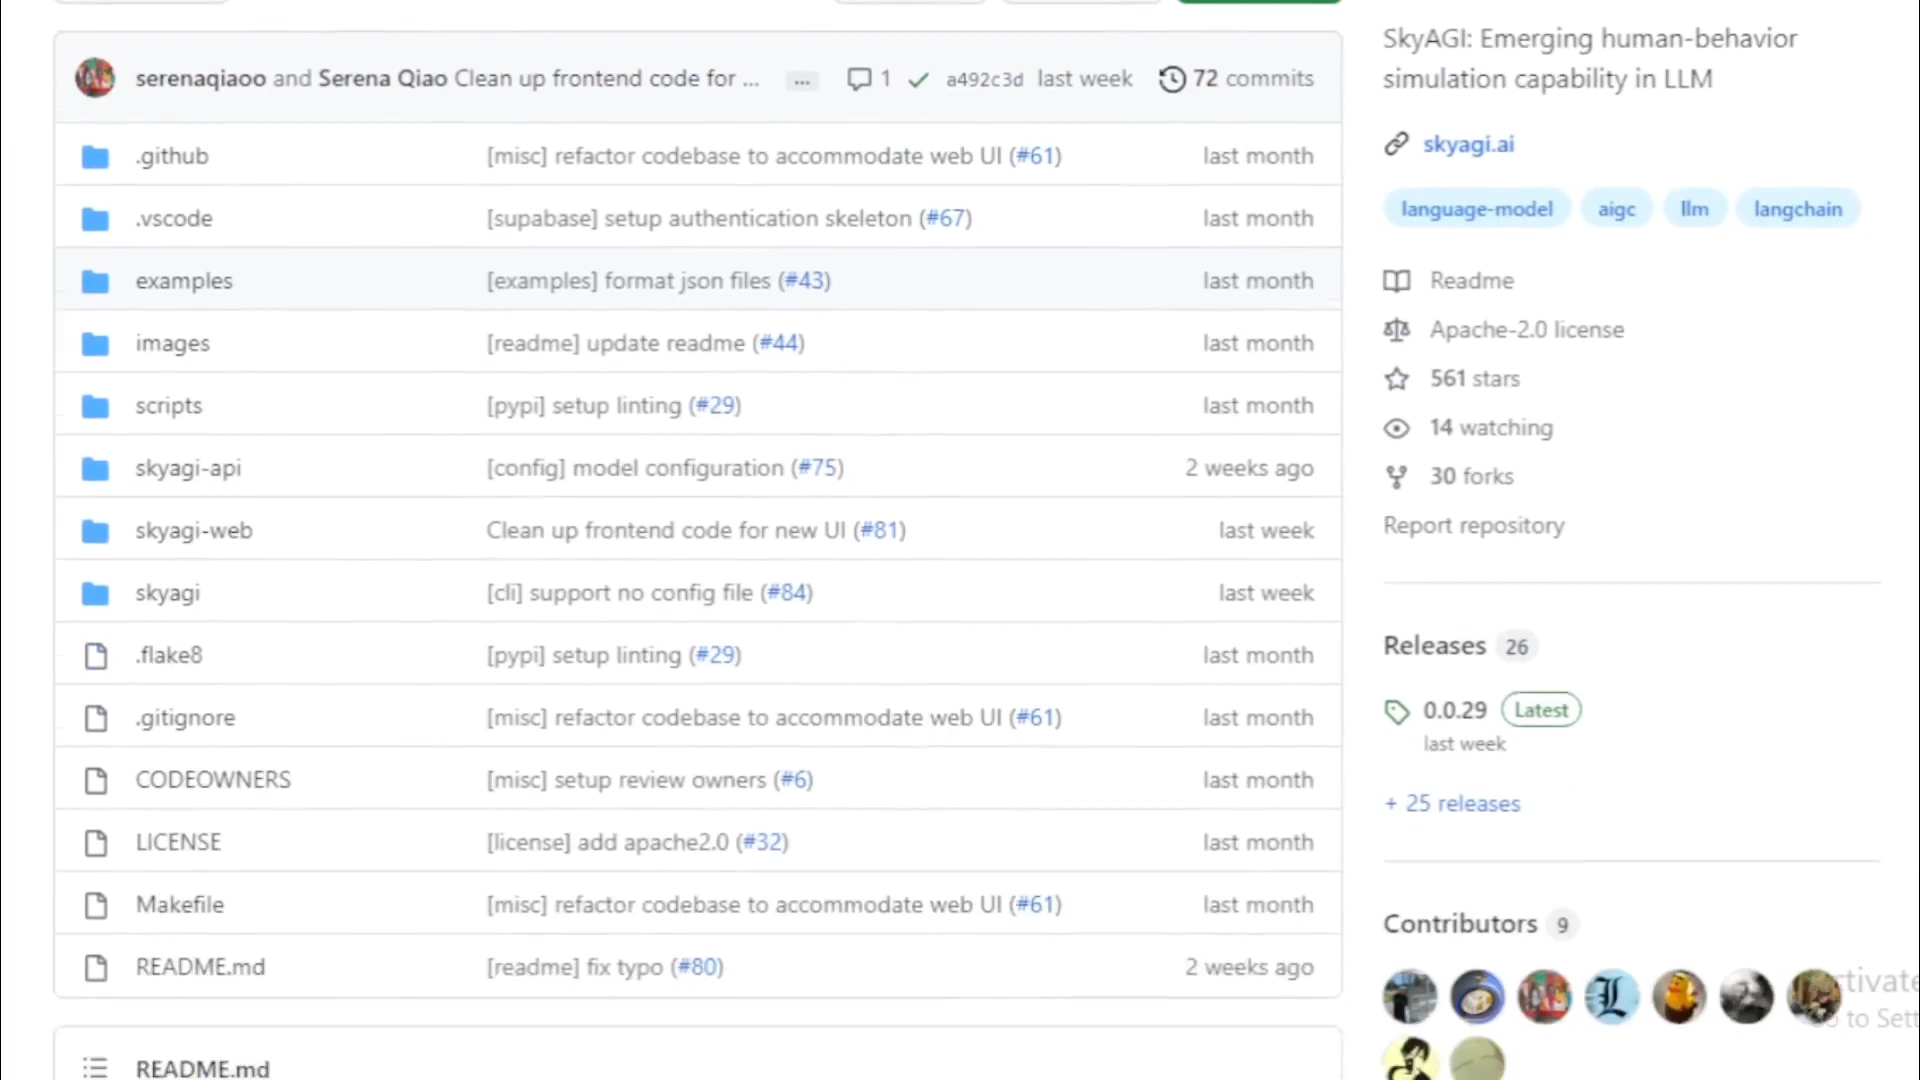 serenaqiaoo and Serena Qiao Clean up frontend code for ... ... 1 a492c3d last week 72 commits
.github [misc] refactor codebase to accommodate web UI (#61) last month
.vscode [supabase] setup authentication skeleton (#67) last month
examples [examples] format json files (#43) last month
images [readme] update readme (#44) last month
scripts [pypi] setup linting (#29) last month
skyagi-api [config] model configuration (#75) 2 weeks ago
skyagi-web Clean up frontend code for new UI (#81) last week
skyagi [cli] support no config file (#84) last week
.flake8 [pypi] setup linting (#29) last month
.gitignore [misc] refactor codebase to accommodate web UI (#61) last month
CODEOWNERS [misc] setup review owners (#6) last month
LICENSE [license] add apache2.0 (#32) last month
Makefile [misc] refactor codebase to accommodate web UI (#61) last month
README.md [readme] fix typo (#80) 2 weeks ago
README.md
SkyAGI: Emerging human-behavior
simulation capability in LLM
skyagi.ai
language-model aigc llm langchain
Readme
Apache-2.0 license
561 stars
14 watching
30 forks
Report repository
Releases 26
0.0.29 Latest
last week
+ 25 releases
Contributors 9